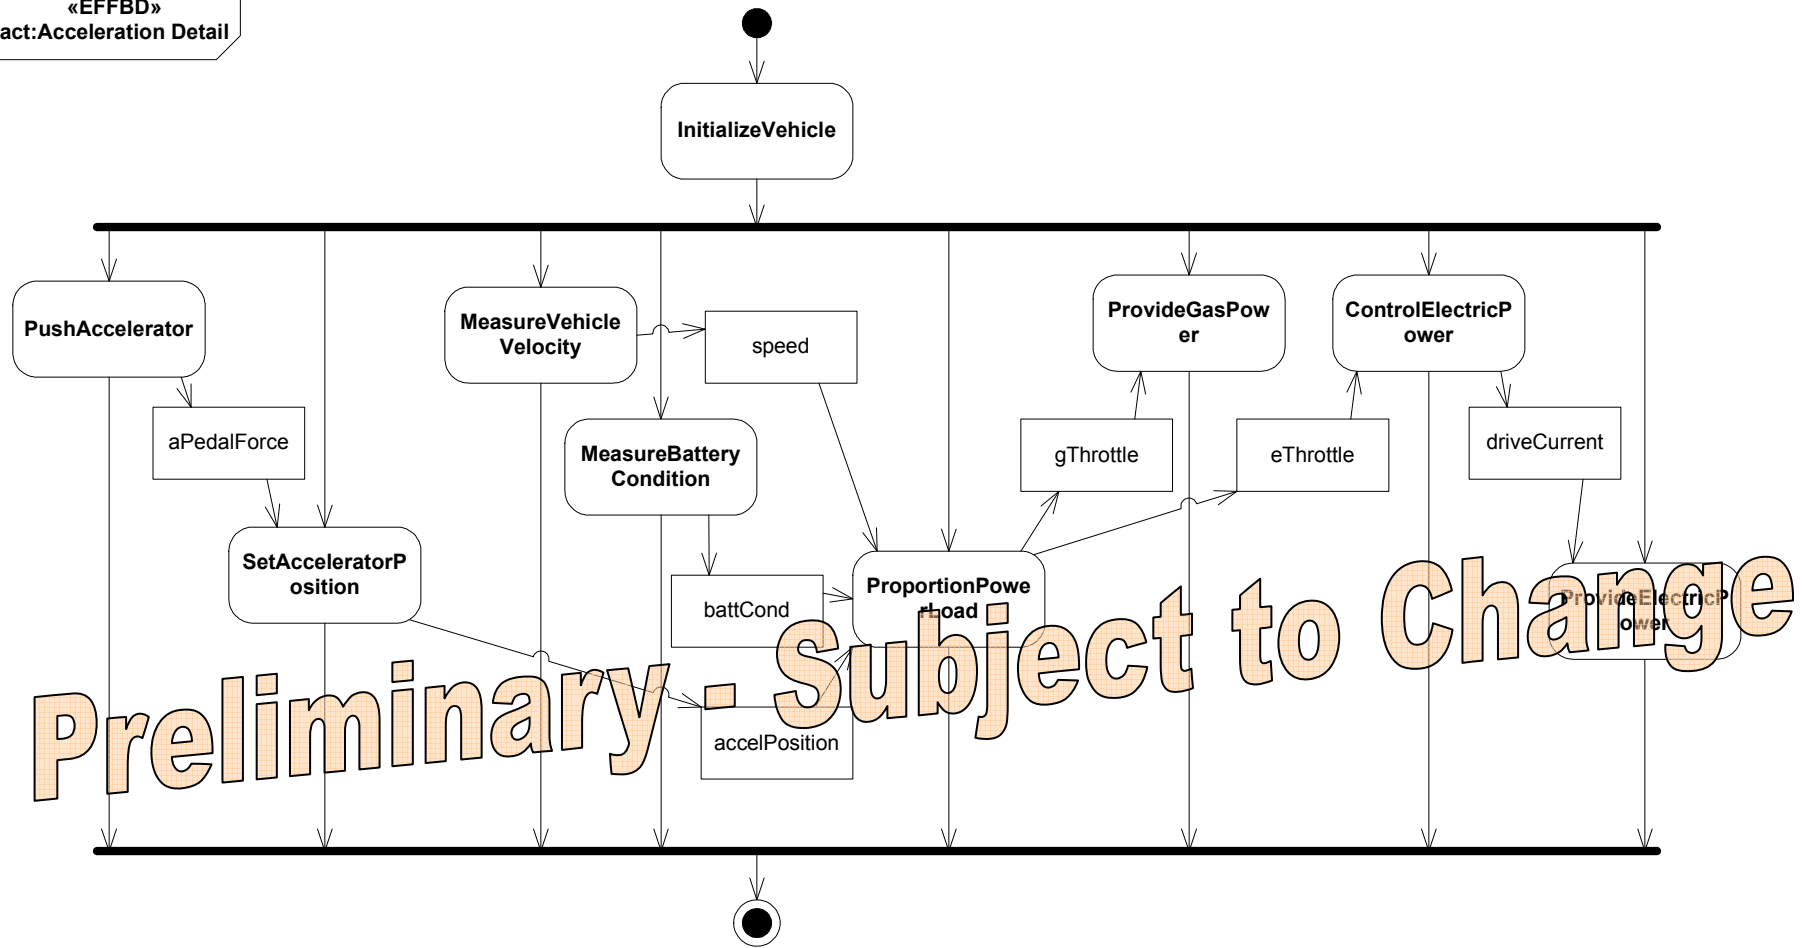 «EFFBD»
act:Acceleration Detail
InitializeVehicle
PushAccelerator
MeasureVehicle
Velocity
speed
ProvideGasPow
er
ControlElectricP
ower
aPedalForce
MeasureBattery
Condition
gThrottle
eThrottle
driveCurrent
SetAcceleratorP
osition
battCond
ProportionPowe
rLoad
ProvideElectricP
ower
accelPosition
Preliminary - Subject to Change